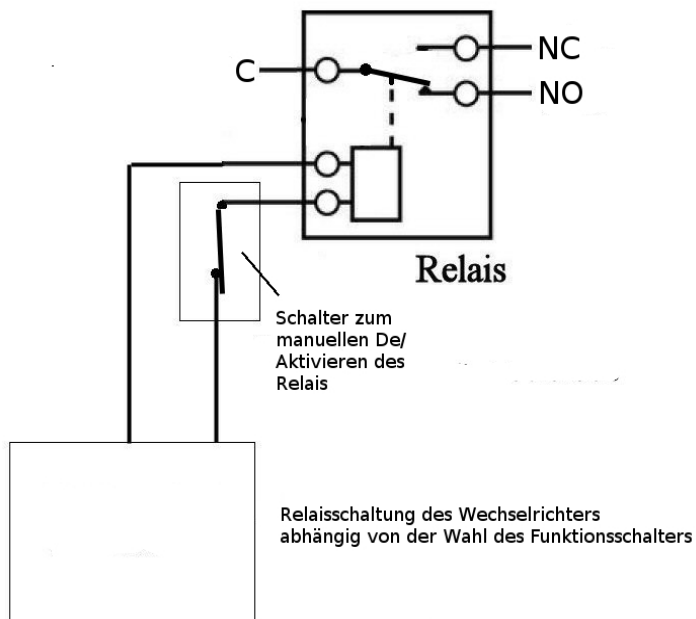 NC
C
NO
Relais
Schalter zum
manuellen De/
Aktivieren des
Relais
Relaisschaltung des Wechselrichters
abhängig von der Wahl des Funktionsschalters